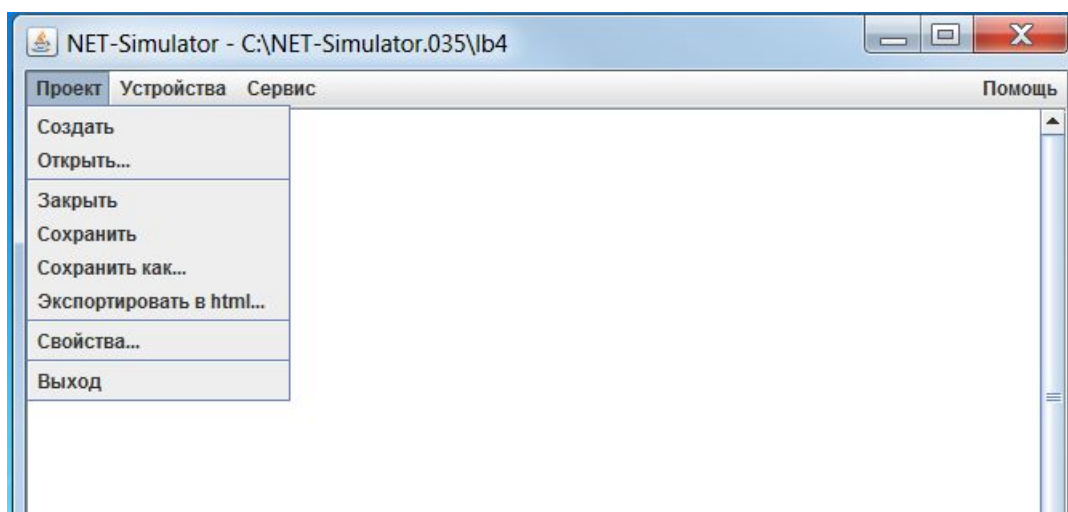 NET-Simulator - C:\NET-Simulator.035\lb4
Проект Устройства Сервис Помощь
Создать
Открыть...
Закрыть
Сохранить
Сохранить как...
Экспортировать в html...
Свойства...
Выход